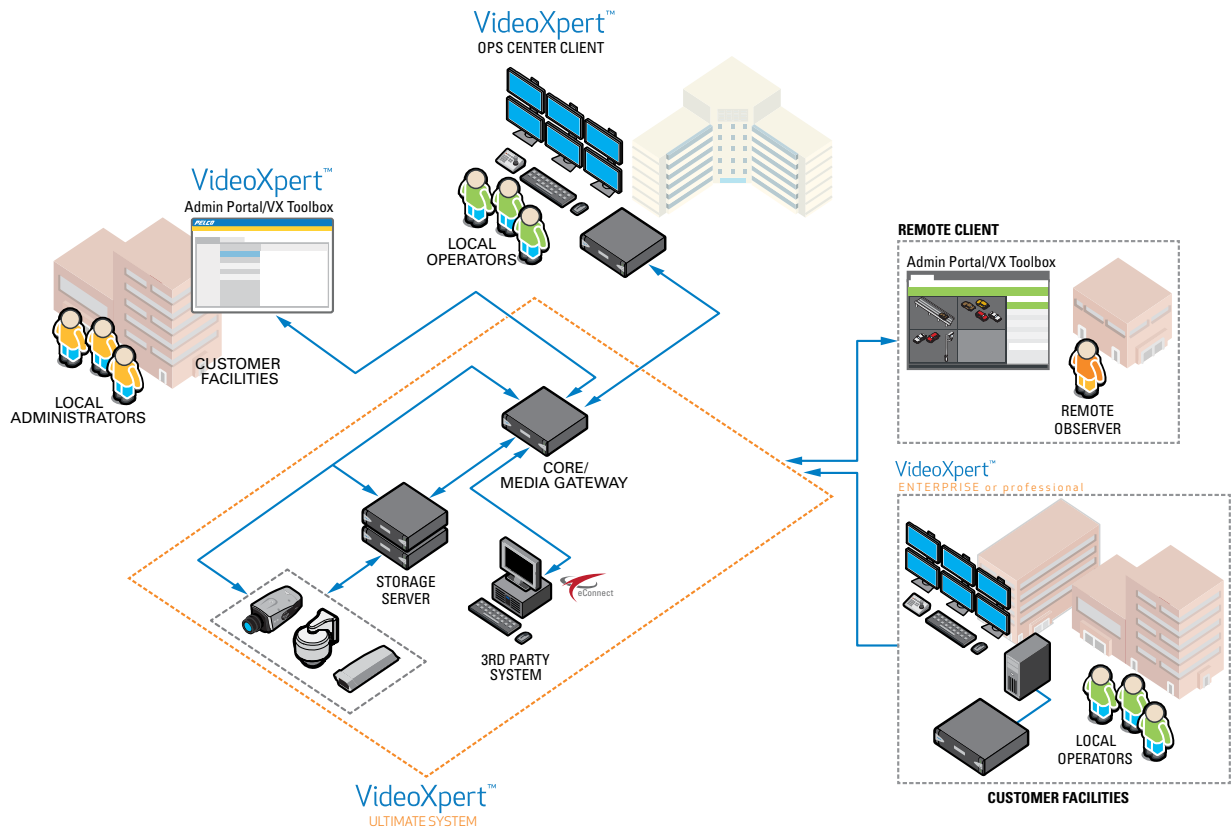 VideoXpert™
OPS CENTER CLIENT
LOCAL
OPERATORS
VideoXpert™
Admin Portal/VX Toolbox
PELCO
CUSTOMER
FACILITIES
LOCAL
ADMINISTRATORS
REMOTE CLIENT
Admin Portal/VX Toolbox
REMOTE
OBSERVER
CORE/
MEDIA GATEWAY
STORAGE
SERVER
eConnect
3RD PARTY
SYSTEM
VideoXpert™
ENTERPRISE or professional
LOCAL
OPERATORS
CUSTOMER FACILITIES
VideoXpert™
ULTIMATE SYSTEM